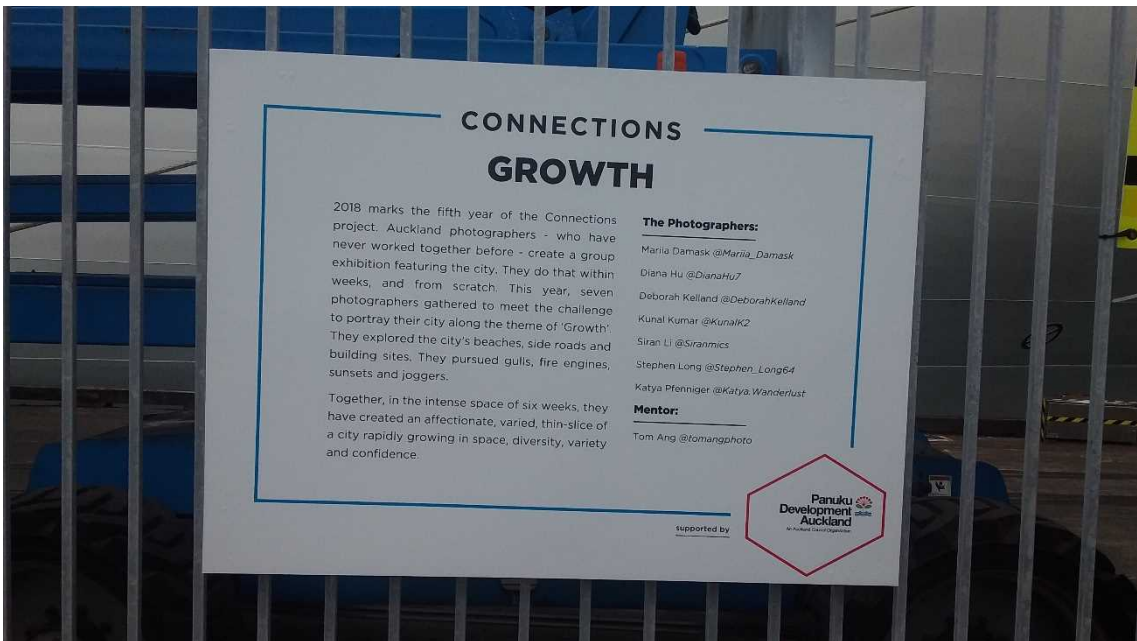 CONNECTIONS
GROWTH
2018 marks the fifth year of the Connections
project. Auckland photographers - who have
never worked together before - create a group
exhibition featuring the city. They do that within
weeks, and from scratch. This year, seven
photographers gathered to meet the challenge
to portray their city along the theme of 'Growth'.
They explored the city's beaches, side roads and
building sites. They pursued gulls, fire engines,
sunsets and joggers.
Together, in the intense space of six weeks, they
have created an affectionate, varied, thin-slice of
a city rapidly growing in space, diversity, variety
and confidence.
The Photographers:
Mariia Damask @Mariia_Damask
Diana Hu @DianaHu7
Deborah Kelland @DeborahKelland
Kunal Kumar @KunalK2
Siran Li @Siranmics
Stephen Long @Stephen_Long64
Katya Pfenniger @Katya.Wanderlust
Mentor:
Tom Ang @tomangphoto
supported by
Panuku
Development
Auckland
An Auckland Council Organisation